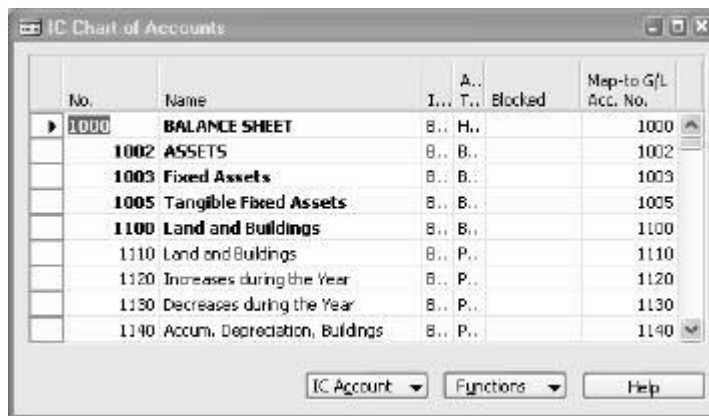 IC Chart of Accounts
No. Name I... A.. T.. Blocked Map-to G/L Acc. No.
1000 BALANCE SHEET B.. H.. 1000
1002 ASSETS B.. B.. 1002
1003 Fixed Assets B.. B.. 1003
1005 Tangible Fixed Assets B.. B.. 1005
1100 Land and Buildings B.. B.. 1100
1110 Land and Buildings B.. P.. 1110
1120 Increases during the Year B.. P.. 1120
1130 Decreases during the Year B.. P.. 1130
1140 Accum. Depreciation, Buildings B.. P.. 1140
IC Account Functions Help